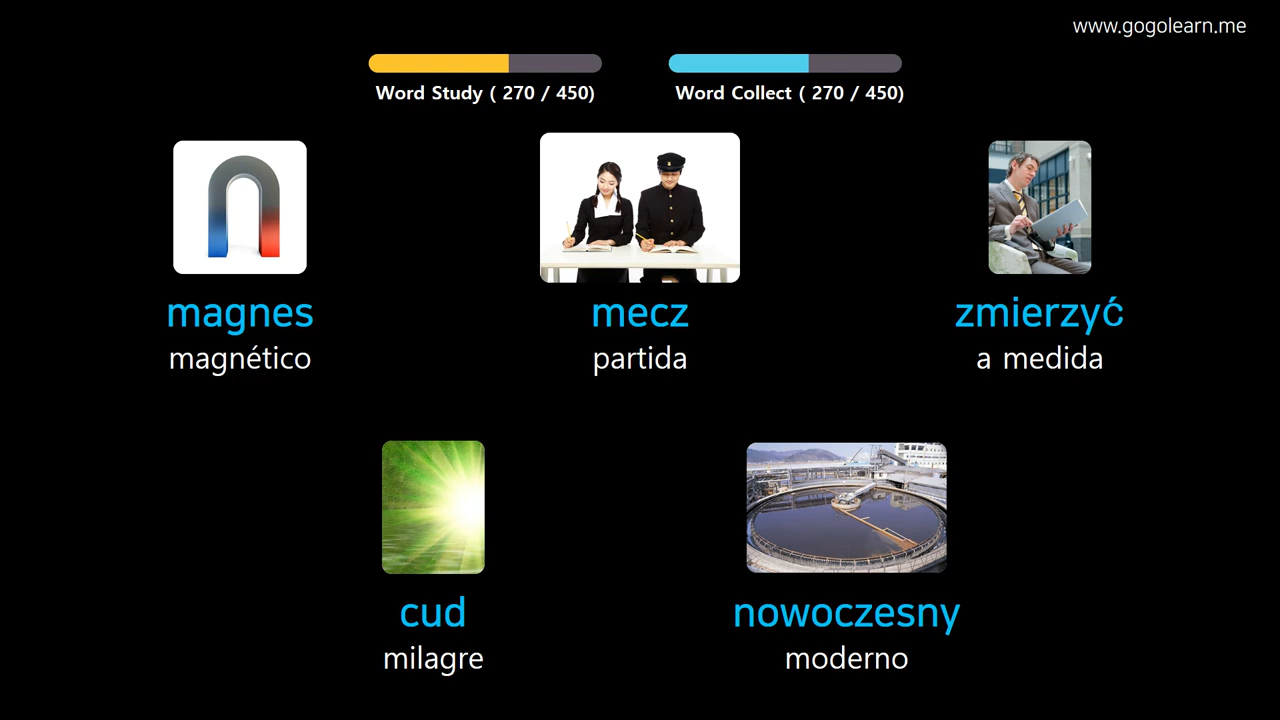 www.gogolearn.me
Word Study ( 270 / 450)
Word Collect ( 270 / 450)
magnes
magnético
mecz
partida
zmierzyć
a medida
cud
milagre
nowoczesny
moderno